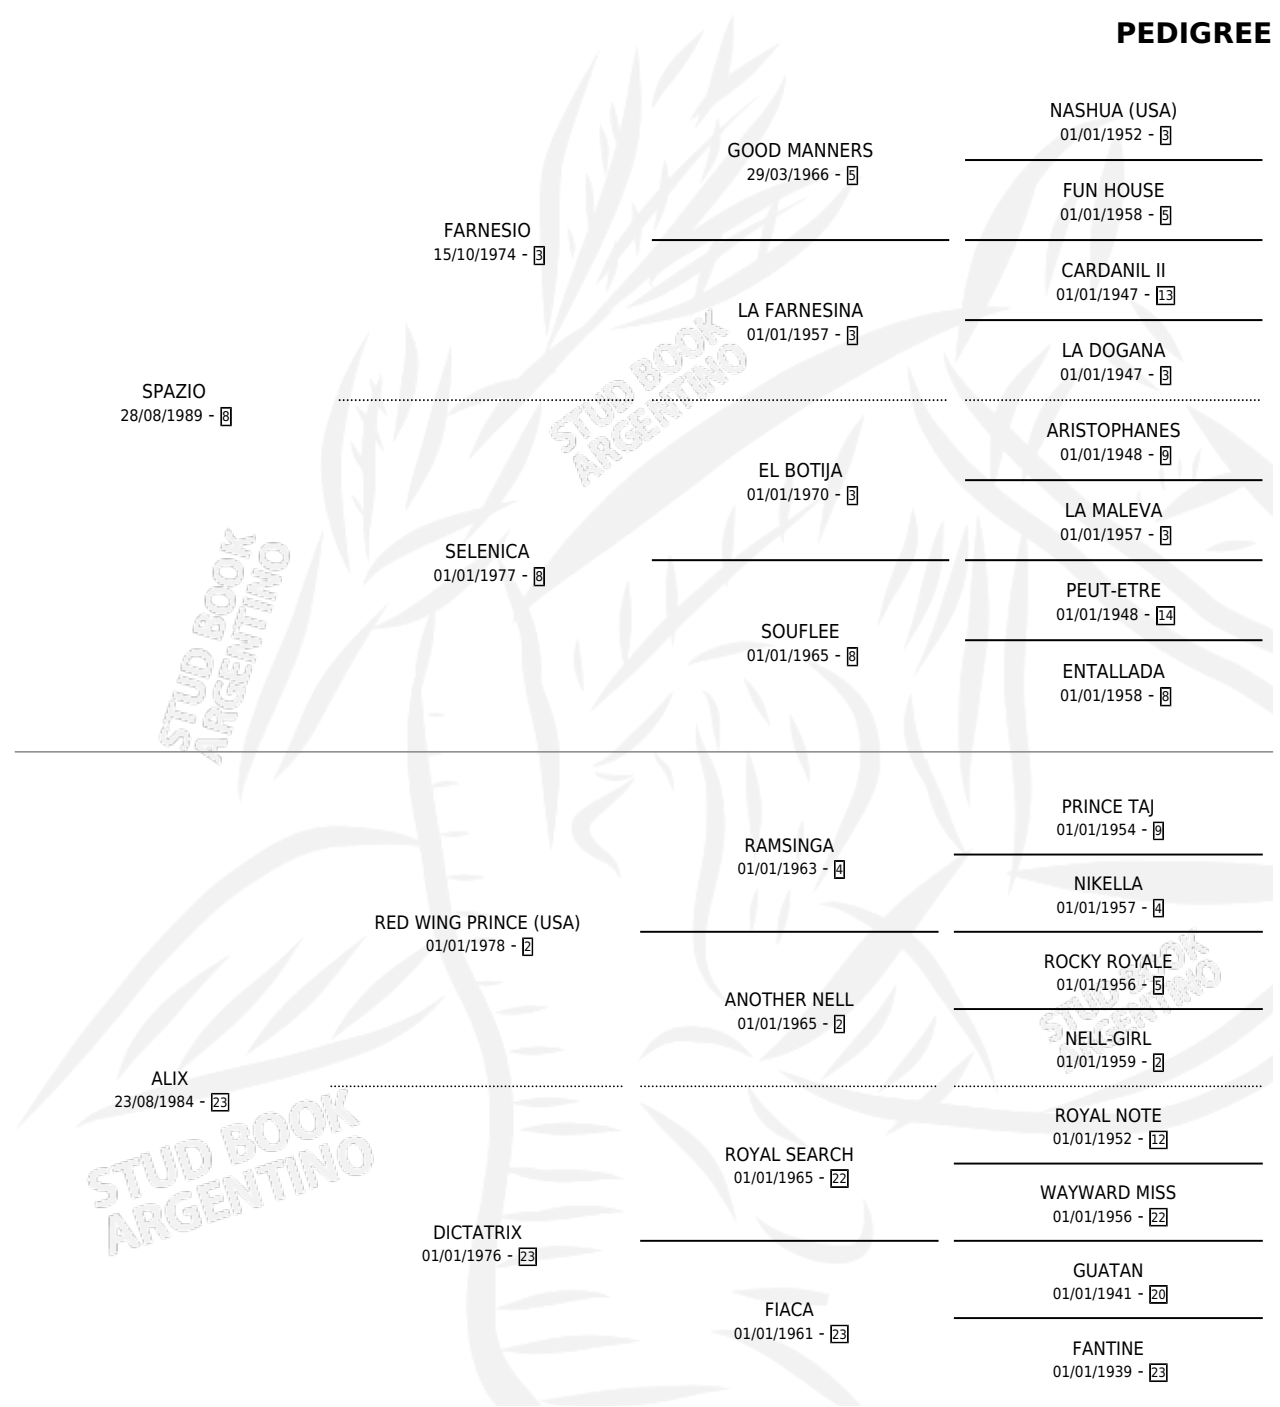 PEDIGREE
NASHUA (USA)
01/01/1952 - 3
GOOD MANNERS
29/03/1966 - 5
FUN HOUSE
01/01/1958 - 5
FARNESIO
15/10/1974 - 3
CARDANIL II
01/01/1947 - 13
LA FARNESINA
01/01/1957 - 3
LA DOGANA
01/01/1947 - 3
SPAZIO
28/08/1989 - 8
ARISTOPHANES
01/01/1948 - 9
EL BOTIJA
01/01/1970 - 3
LA MALEVA
01/01/1957 - 3
SELENICA
01/01/1977 - 8
PEUT-ETRE
01/01/1948 - 14
SOUFLEE
01/01/1965 - 8
ENTALLADA
01/01/1958 - 8
PRINCE TAJ
01/01/1954 - 9
RAMSINGA
01/01/1963 - 4
NIKELLA
01/01/1957 - 4
RED WING PRINCE (USA)
01/01/1978 - 2
ROCKY ROYALE
01/01/1956 - 5
ANOTHER NELL
01/01/1965 - 2
NELL-GIRL
01/01/1959 - 2
ALIX
23/08/1984 - 23
ROYAL NOTE
01/01/1952 - 12
ROYAL SEARCH
01/01/1965 - 22
WAYWARD MISS
01/01/1956 - 22
DICTATRIX
01/01/1976 - 23
GUATAN
01/01/1941 - 20
FIACA
01/01/1961 - 23
FANTINE
01/01/1939 - 23
STUD BOOK
ARGENTINO
STUD BOOK
ARGENTINO
STUD BOOK
ARGENTINO
STUD BOOK
ARGENTINO